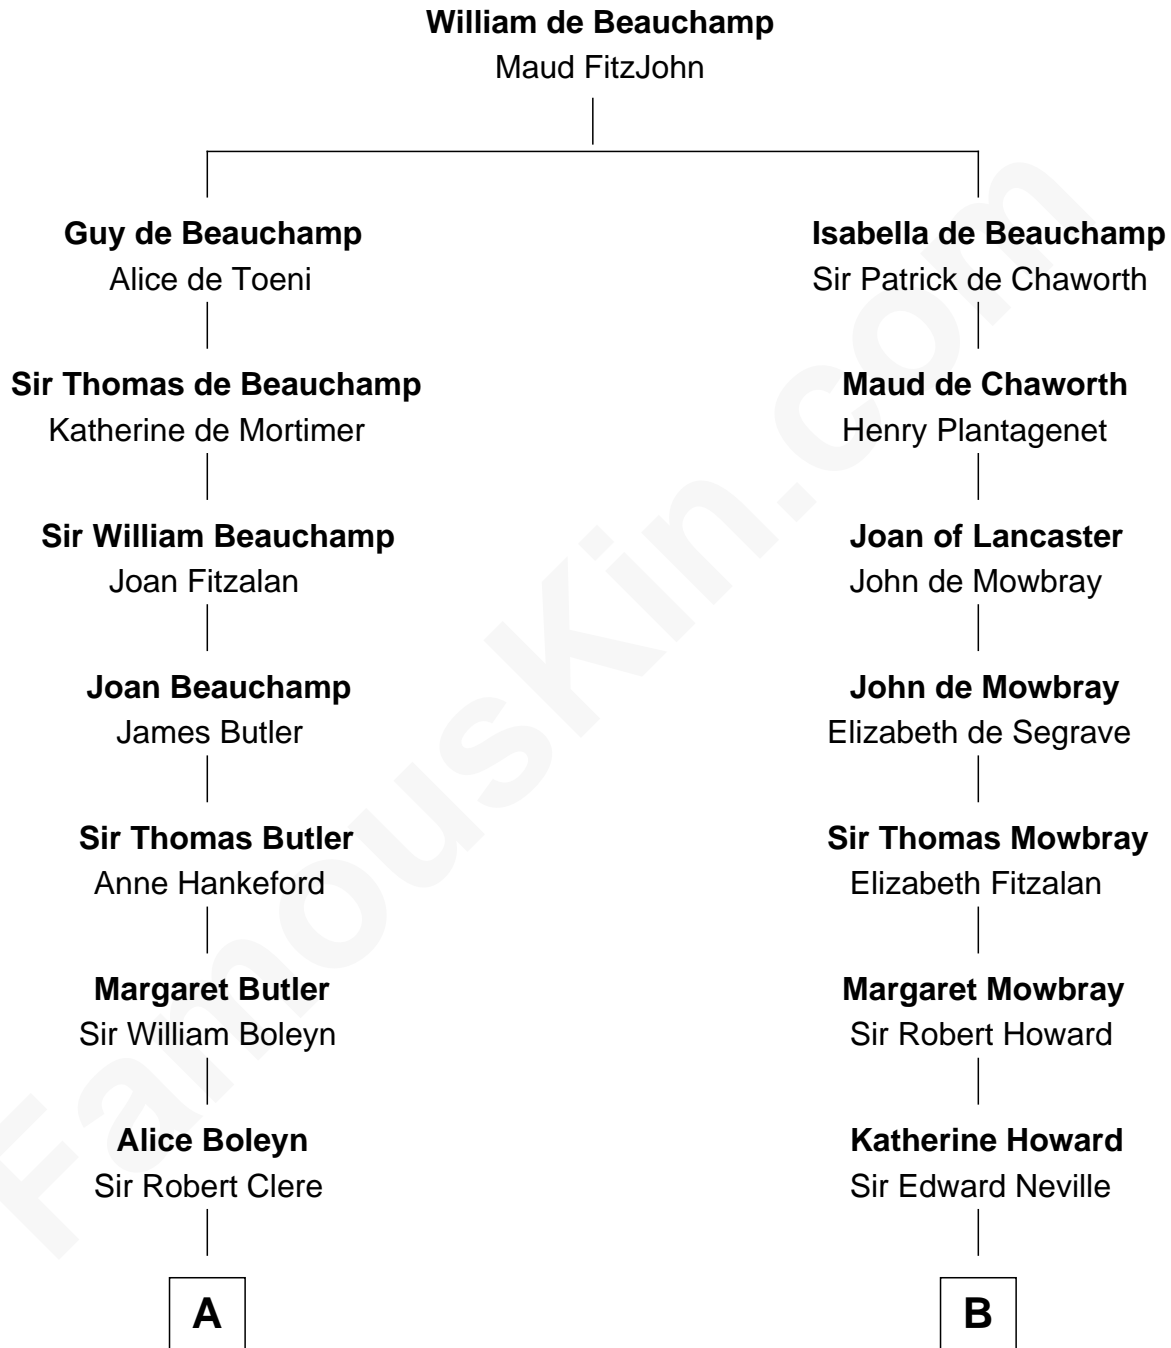 William de Beauchamp
Maud FitzJohn
Guy de Beauchamp
Alice de Toeni
Isabella de Beauchamp
Sir Patrick de Chaworth
Sir Thomas de Beauchamp
Katherine de Mortimer
Maud de Chaworth
Henry Plantagenet
Sir William Beauchamp
Joan Fitzalan
Joan of Lancaster
John de Mowbray
Joan Beauchamp
James Butler
John de Mowbray
Elizabeth de Segrave
Sir Thomas Butler
Anne Hankeford
Sir Thomas Mowbray
Elizabeth Fitzalan
Margaret Butler
Sir William Boleyn
Margaret Mowbray
Sir Robert Howard
Alice Boleyn
Sir Robert Clere
Katherine Howard
Sir Edward Neville
A
B
FamousKin.com